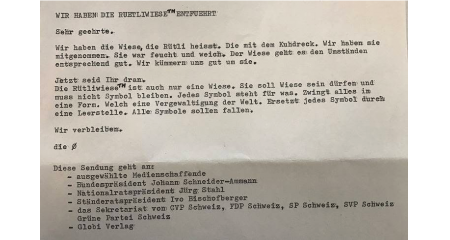 WIR HABEN DIE RUETLIWIESE™ENTFUEHRT
Sehr geehrte.
Wir haben die Wiese, die Rütli heisst. Die mit dem Kuhdreck. Wir haben sie
mitgenommen. Sie war feucht und weich. Der Wiese geht es den Umständen
entsprechend gut. Wir kümmern uns gut um sie.
Jetzt seid Ihr dran.
Die Rütliwiese™ist auch nur eine Wiese. Sie soll Wiese sein dürfen und
muss nicht Symbol bleiben. Jedes Symbol steht für was. Zwingt alles in
eine Form. Welch eine Vergewaltigung der Welt. Ersetzt jedes Symbol durch
eine Leerstelle. Alle Symbole sollen fallen.
Wir verbleiben.
die Ø
Diese Sendung geht an:
- ausgewählte Medienschaffende
- Bundespräsident Johann Schneider-Ammann
- Nationalratspräsident Jürg Stahl
- Ständeratspräsident Ivo Bischofberger
- das Sekretariat von CVP Schweiz, FDP Schweiz, SP Schweiz, SVP Schweiz
Grüne Partei Schweiz
- Globi Verlag